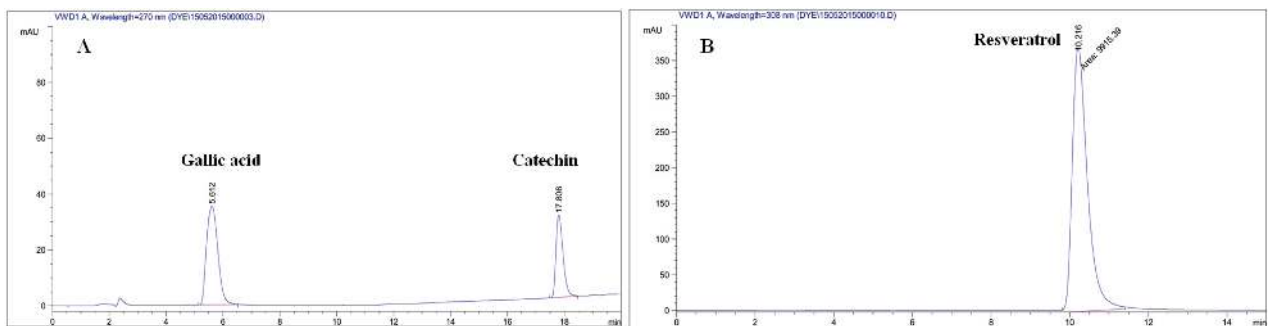 VWD1 A, Wavelength=270 nm (DYE\15052015000003.D)
mAU
A
Gallic acid
Catechin
5.612
17.806
80
60
40
20
0
0 2 4 6 8 10 12 14 16 18 min
VWD1 A, Wavelength=308 nm (DYE\15052015000010.D)
mAU
B
Resveratrol
10.216
Area: 9915.39
350
300
250
200
150
100
50
0
0 2 4 6 8 10 12 14 min